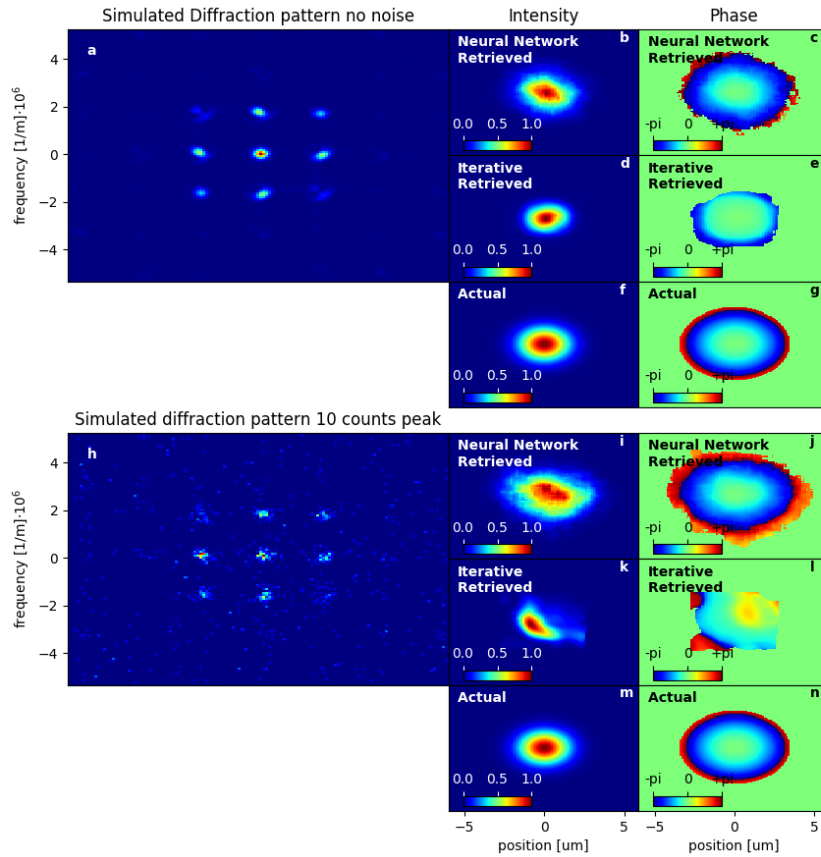 Simulated Diffraction pattern no noise
Intensity
Phase
a
b
c
Neural Network
Retrieved
Neural Network
Retrieved
4
2
0
−2
−4
frequency [1/m]·10^6
0.0 0.5 1.0
-pi 0 +pi
d
e
Iterative
Retrieved
Iterative
Retrieved
0.0 0.5 1.0
-pi 0 +pi
f
g
Actual
Actual
0.0 0.5 1.0
-pi 0 +pi
Simulated diffraction pattern 10 counts peak
h
i
j
Neural Network
Retrieved
Neural Network
Retrieved
4
2
0
−2
−4
frequency [1/m]·10^6
0.0 0.5 1.0
-pi 0 +pi
k
l
Iterative
Retrieved
Iterative
Retrieved
0.0 0.5 1.0
-pi 0 +pi
m
n
Actual
Actual
0.0 0.5 1.0
-pi 0 +pi
−5 0 5
−5 0 5
position [um]
position [um]